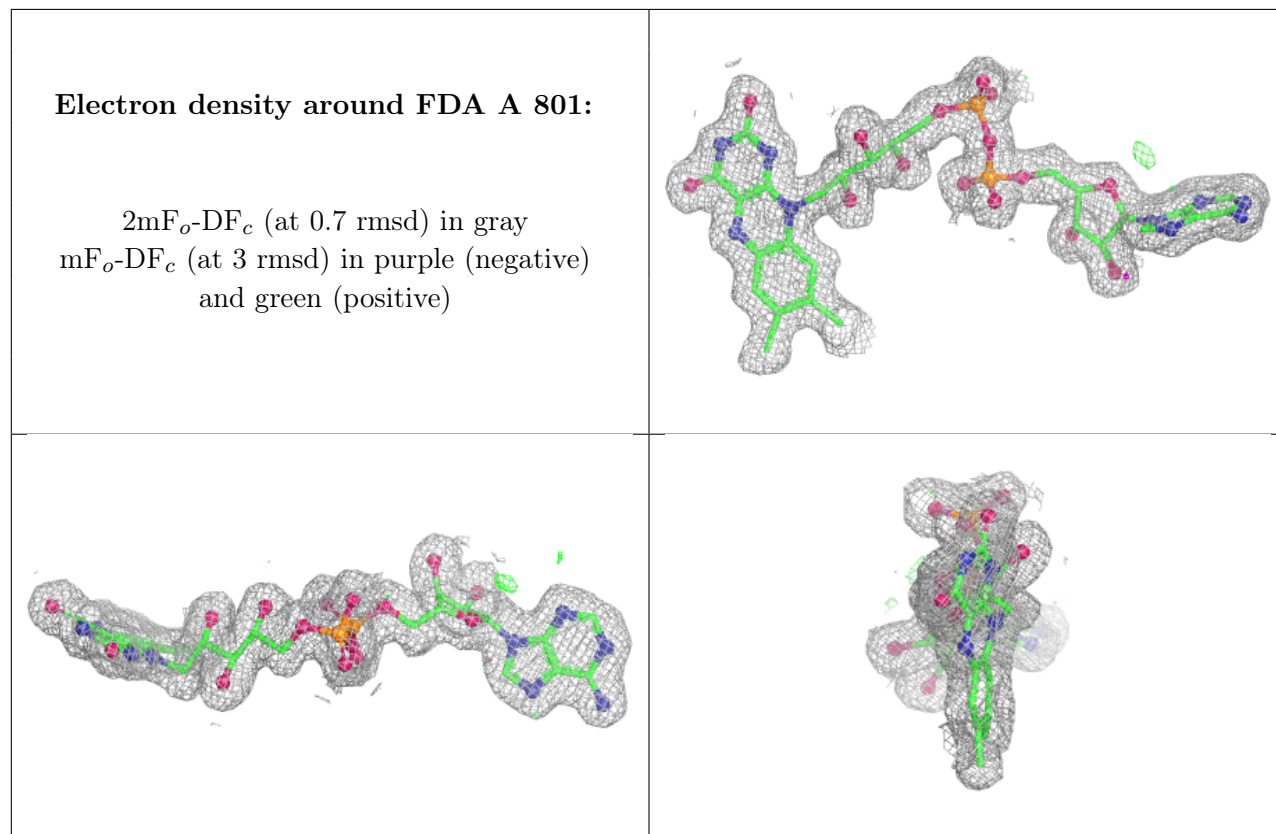 Electron density around FDA A 801:
2mFo-DFc (at 0.7 rmsd) in gray
mFo-DFc (at 3 rmsd) in purple (negative)
and green (positive)